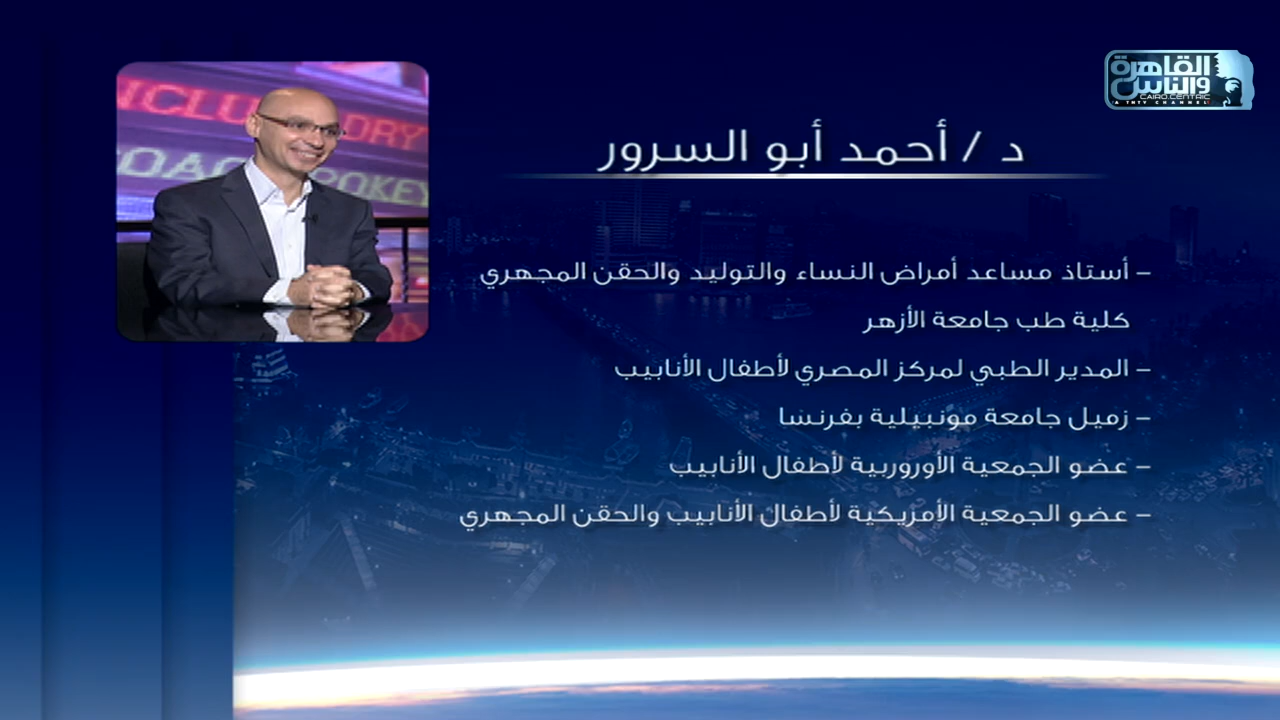 القاهرة
والناس
CAIRO.CENTRIC
A TNTV CHANNEL
د / أحمد أبو السرور
- أستاذ مساعد أمراض النساء والتوليد والحقن المجهري
كلية طب جامعة الأزهر
- المدير الطبي لمركز المصري لأطفال الأنابيب
- زميل جامعة مونبيلية بفرنسا
- عضو الجمعية الأوروبية لأطفال الأنابيب
- عضو الجمعية الأمريكية لأطفال الأنابيب والحقن المجهري